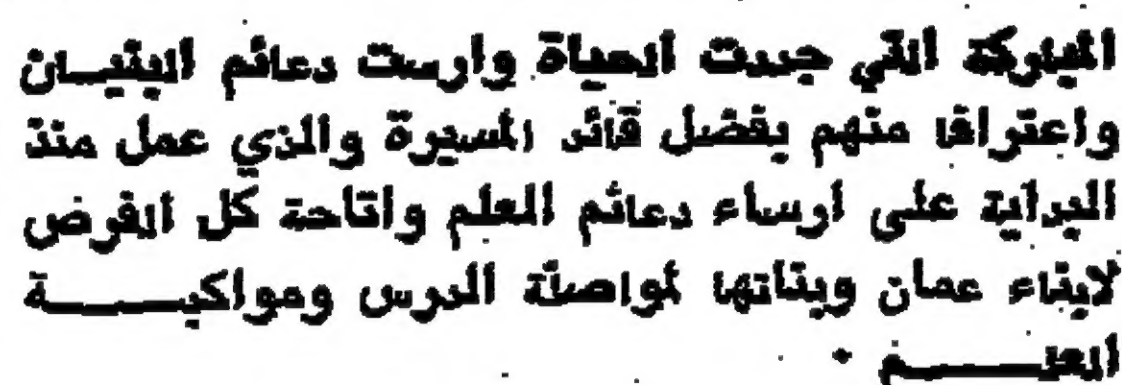 المباركة التي جددت الحياة وارست دعائم البنيان
واعترافا منهم بفضل قائد المسيرة والذي عمل منذ
البداية على ارساء دعائم العلم واتاحة كل الفرص
لابناء عمان وبناتها لمواصلة الدرس ومواكبة
العلم .